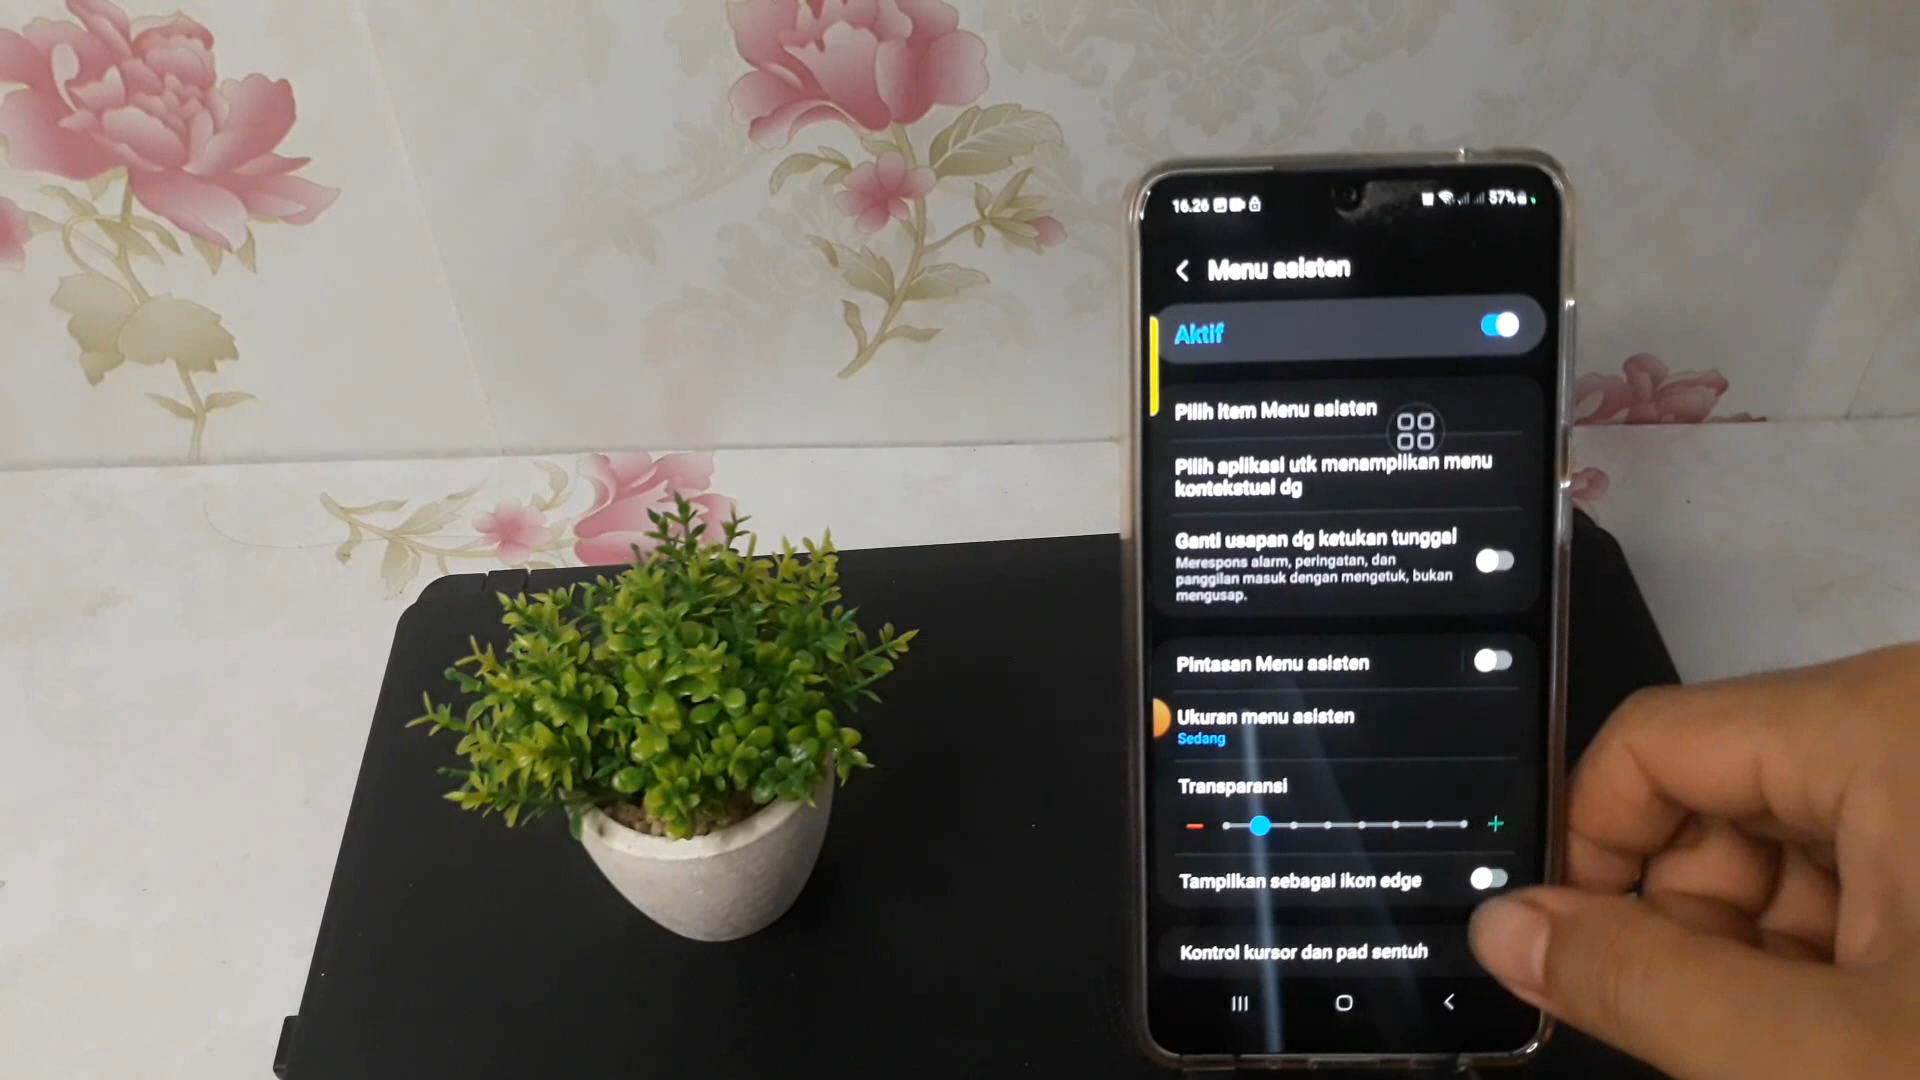 16.26
57%
Menu asisten
Aktif
Pilih item Menu asisten
Pilih aplikasi utk menampilkan menu
kontekstual dg
Ganti usapan dg ketukan tunggal
Merespons alarm, peringatan, dan
panggilan masuk dengan mengetuk, bukan
mengusap.
Pintasan Menu asisten
Ukuran menu asisten
Sedang
Transparansi
Tampilkan sebagai ikon edge
Kontrol kursor dan pad sentuh